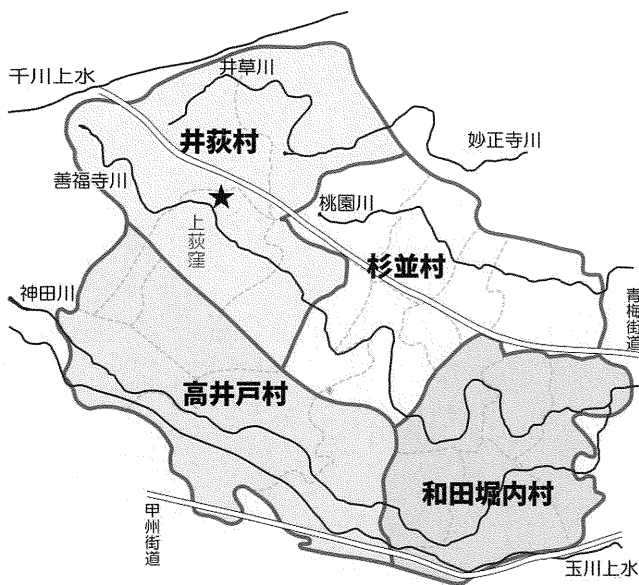 千川上水
井草川
井荻村
妙正寺川
善福寺川
桃園川
上荻窪
杉並村
神田川
青梅街道
高井戸村
和田堀内村
甲州街道
玉川上水